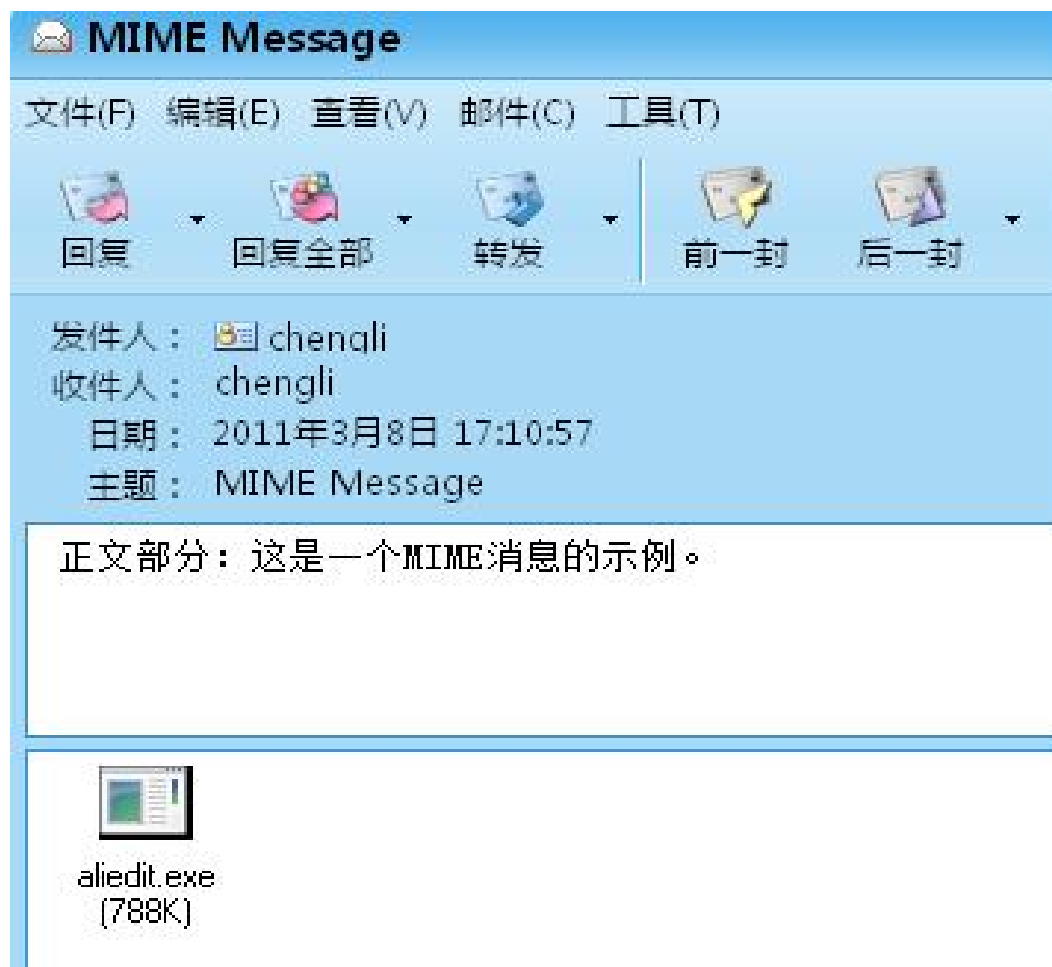 MIME Message
文件(F) 编辑(E) 查看(V) 邮件(C) 工具(T)
回复 回复全部 转发 前一封 后一封
发件人： chengli
收件人： chengli
日期： 2011年3月8日 17:10:57
主题： MIME Message
正文部分：这是一个MIME消息的示例。
aliedit.exe
(788K)